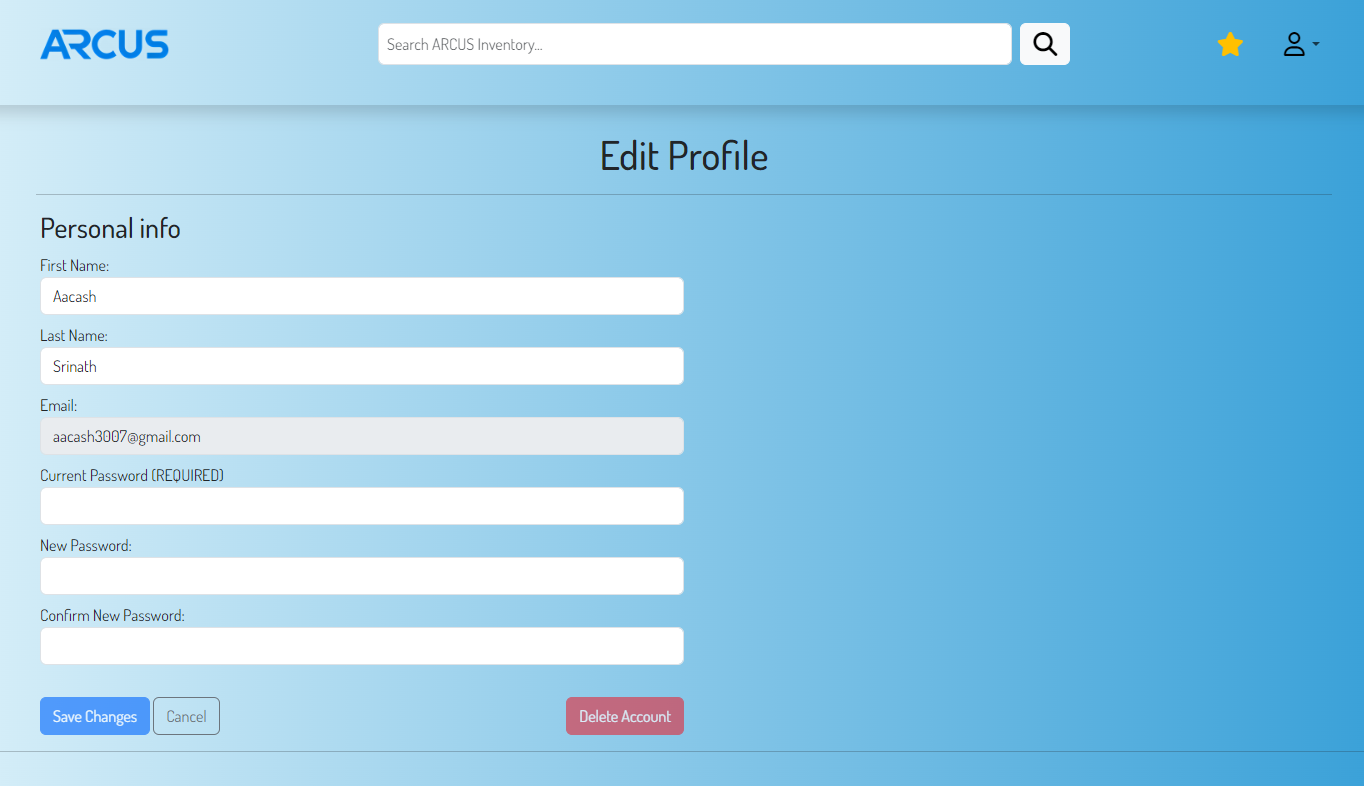 ARCUS
Search ARCUS Inventory...
Edit Profile
Personal info
First Name:
Aacash
Last Name:
Srinath
Email:
aacash3007@gmail.com
Current Password (REQUIRED)
New Password:
Confirm New Password:
Save Changes Cancel Delete Account